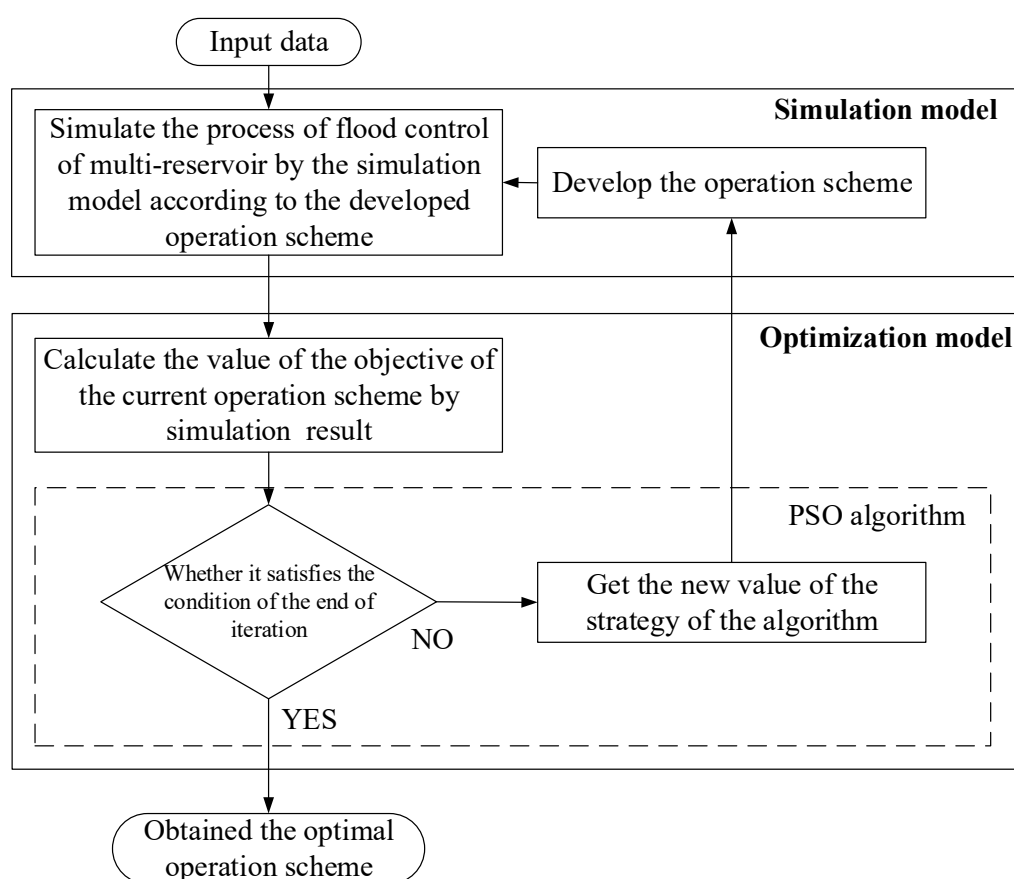 Input data
Simulation model
Simulate the process of flood control
of multi-reservoir by the simulation
model according to the developed
operation scheme
Develop the operation scheme
Optimization model
Calculate the value of the objective of
the current operation scheme by
simulation result
PSO algorithm
Whether it satisfies the
condition of the end of
iteration
NO
Get the new value of the
strategy of the algorithm
YES
Obtained the optimal
operation scheme